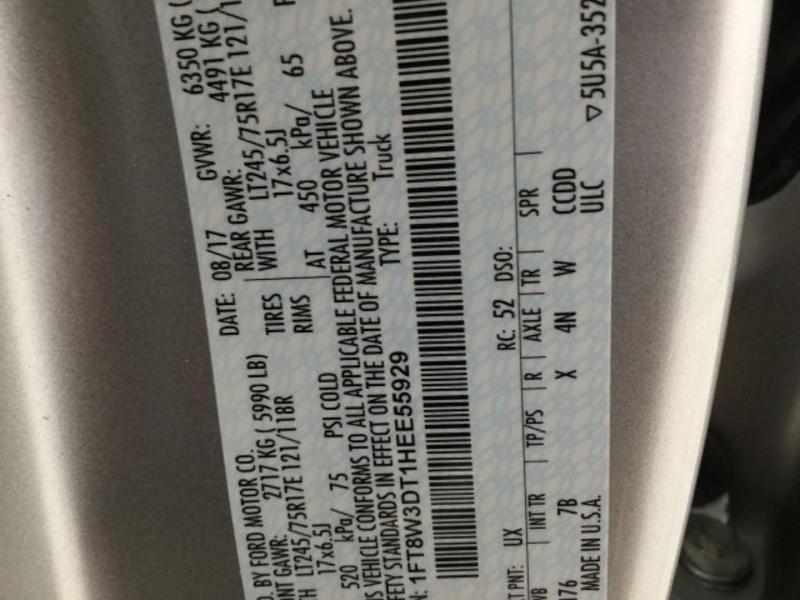 D. BY FORD MOTOR CO. DATE: 08/17 GVWR: 6350 KG (
NT GAWR: 2717 KG ( 5990 LB) REAR GAWR: 4491 KG (
TH LT245/75R17E 121/118R TIRES WITH LT245/75R17E 121/1
17x6.5J RIMS 17x6.5J
520 kPa/ 75 PSI COLD AT 450 kPa/ 65 P
S VEHICLE CONFORMS TO ALL APPLICABLE FEDERAL MOTOR VEHICLE
FETY STANDARDS IN EFFECT ON THE DATE OF MANUFACTURE SHOWN ABOVE.
N: 1FT8W3DT1HEE55929 TYPE: Truck
T PNT: UX RC: 52 DSO:
WB INT TR TP/PS R AXLE TR SPR
176 7B X 4N W CCDD
MADE IN U.S.A. ULC
▽ 5U5A-352